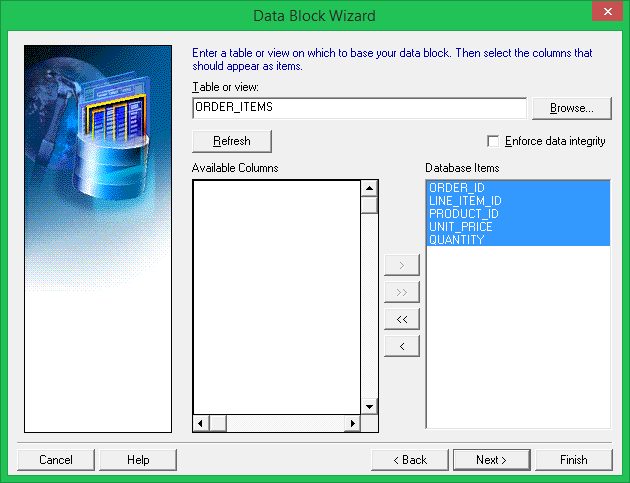 Data Block Wizard
Enter a table or view on which to base your data block. Then select the columns that
should appear as items.
Table or view:
ORDER_ITEMS
Browse...
Refresh
Enforce data integrity
Available Columns
Database Items
ORDER_ID
LINE_ITEM_ID
PRODUCT_ID
UNIT_PRICE
QUANTITY
>
>>
<<
<
Cancel
Help
< Back
Next >
Finish